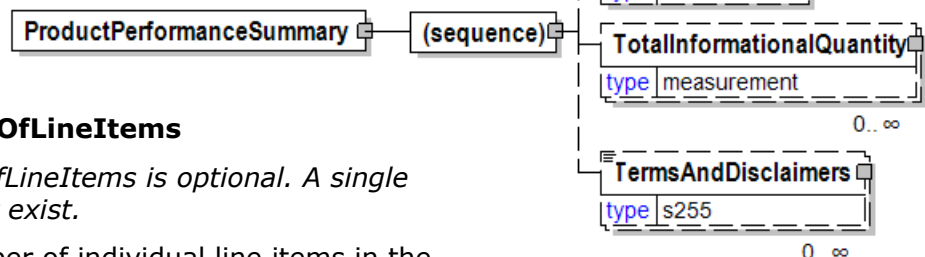 ProductPerformanceSummary
(sequence)
TotalInformationalQuantity
type measurement
0.. ∞
TermsAndDisclaimers
type s255
0.. ∞
OfLineItems
fLineItems is optional. A single
exist.
er of individual line items in the